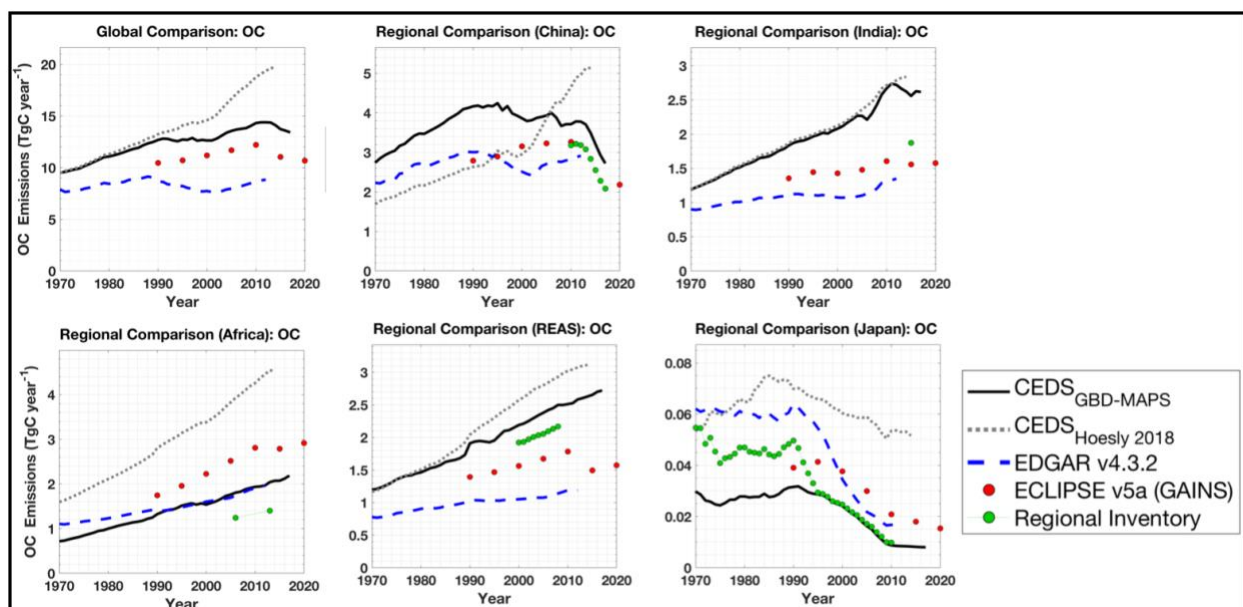 Global Comparison: OC
OC Emissions (TgC year⁻¹)
20
15
10
5
0
1970 1980 1990 2000 2010 2020
Year
Regional Comparison (China): OC
5
4
3
2
1
0
1970 1980 1990 2000 2010 2020
Year
Regional Comparison (India): OC
3
2.5
2
1.5
1
0.5
0
1970 1980 1990 2000 2010 2020
Year
Regional Comparison (Africa): OC
OC Emissions (TgC year⁻¹)
4
3
2
1
0
1970 1980 1990 2000 2010 2020
Year
Regional Comparison (REAS): OC
3
2.5
2
1.5
1
0.5
0
1970 1980 1990 2000 2010 2020
Year
Regional Comparison (Japan): OC
0.08
0.06
0.04
0.02
0
1970 1980 1990 2000 2010 2020
Year
CEDS GBD-MAPS
CEDS Hoesly 2018
EDGAR v4.3.2
ECLIPSE v5a (GAINS)
Regional Inventory